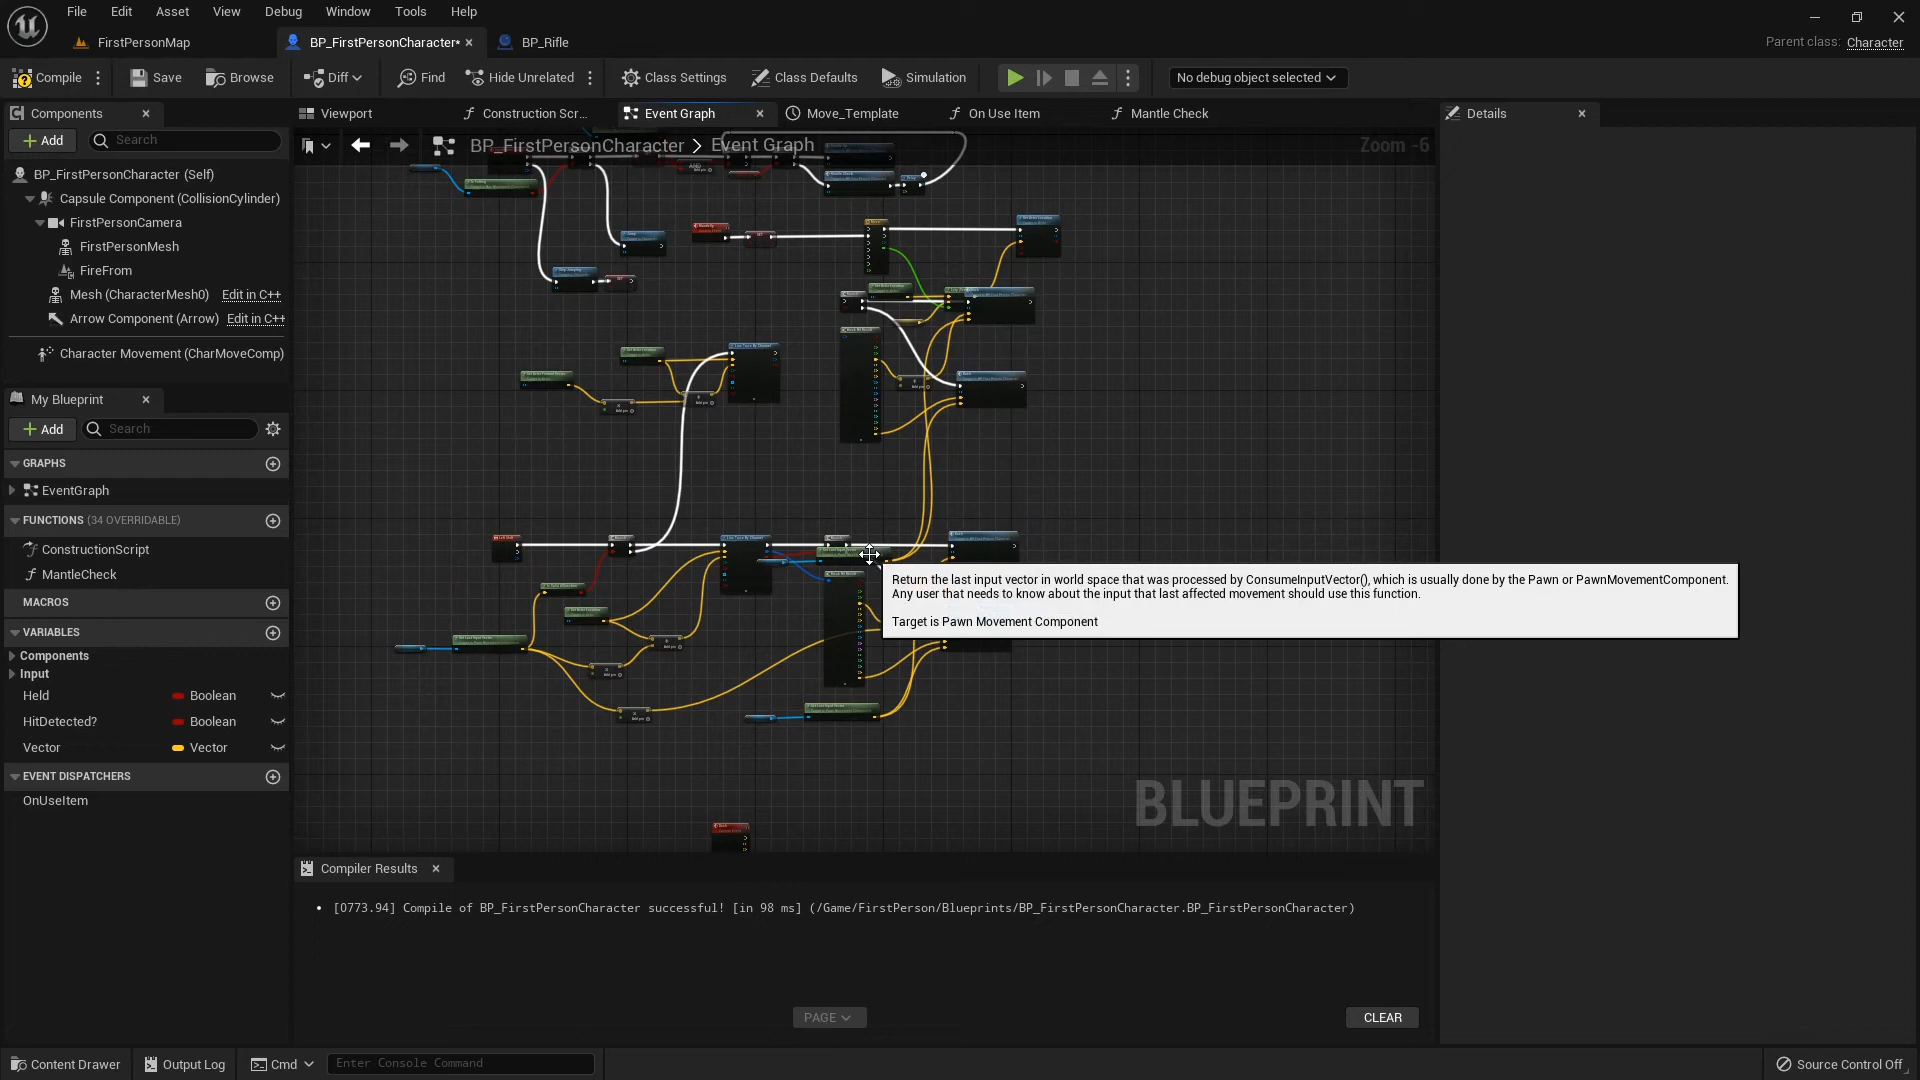 File Edit Asset View Debug Window Tools Help
FirstPersonMap BP_FirstPersonCharacter* BP_Rifle
Parent class: Character
Compile Save Browse Diff Find Hide Unrelated Class Settings Class Defaults Simulation No debug object selected
Components
Viewport Construction Scr... Event Graph Move_Template On Use Item Mantle Check
Details
Add Search
BP_FirstPersonCharacter > Event Graph
Zoom -6
BP_FirstPersonCharacter (Self)
Capsule Component (CollisionCylinder)
FirstPersonCamera
FirstPersonMesh
FireFrom
Mesh (CharacterMesh0) Edit in C++
Arrow Component (Arrow) Edit in C++
Character Movement (CharMoveComp)
My Blueprint
Add Search
GRAPHS
EventGraph
FUNCTIONS (34 OVERRIDABLE)
ConstructionScript
MantleCheck
MACROS
VARIABLES
Components
Input
Held Boolean
HitDetected? Boolean
Vector Vector
EVENT DISPATCHERS
OnUseItem
Return the last input vector in world space that was processed by ConsumeInputVector(), which is usually done by the Pawn or PawnMovementComponent.
Any user that needs to know about the input that last affected movement should use this function.
Target is Pawn Movement Component
BLUEPRINT
Compiler Results
[0773.94] Compile of BP_FirstPersonCharacter successful! [in 98 ms] (/Game/FirstPerson/Blueprints/BP_FirstPersonCharacter.BP_FirstPersonCharacter)
PAGE
CLEAR
Content Drawer Output Log Cmd Enter Console Command Source Control Off